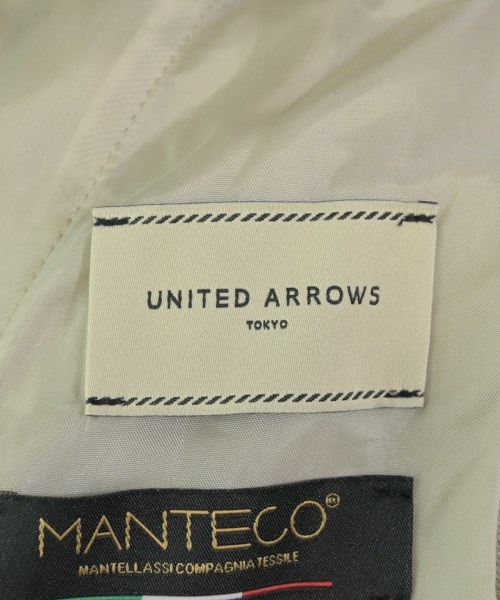 UNITED ARROWS
TOKYO
MANTECO®
MANTELLASSI COMPAGNIA TESSILE